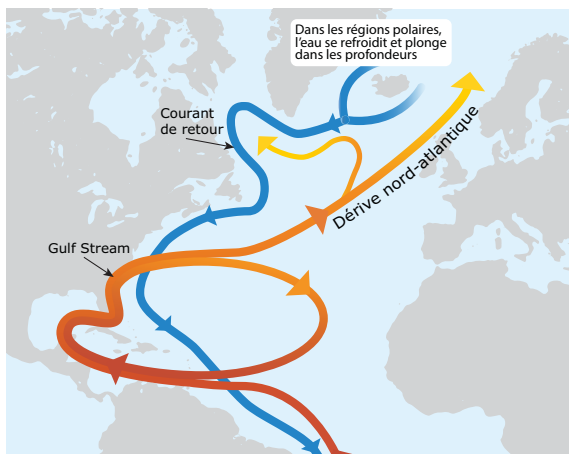 Dans les régions polaires,
l'eau se refroidit et plonge
dans les profondeurs
Courant
de retour
Dérive nord-atlantique
Gulf Stream